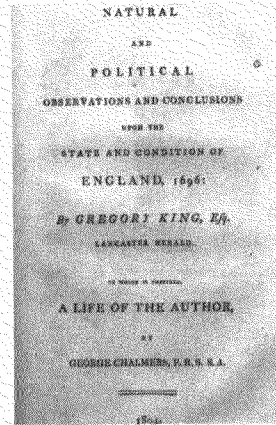 NATURAL
AND
POLITICAL
OBSERVATIONS AND CONCLUSIONS
UPON THE
STATE AND CONDITION OF
ENGLAND, 1696:
By GREGORY KING, Esq.
LANCASTER HERALD.
TO WHICH IS PREFIXED,
A LIFE OF THE AUTHOR,
BY
GEORGE CHALMERS, F.R.S. S.A.